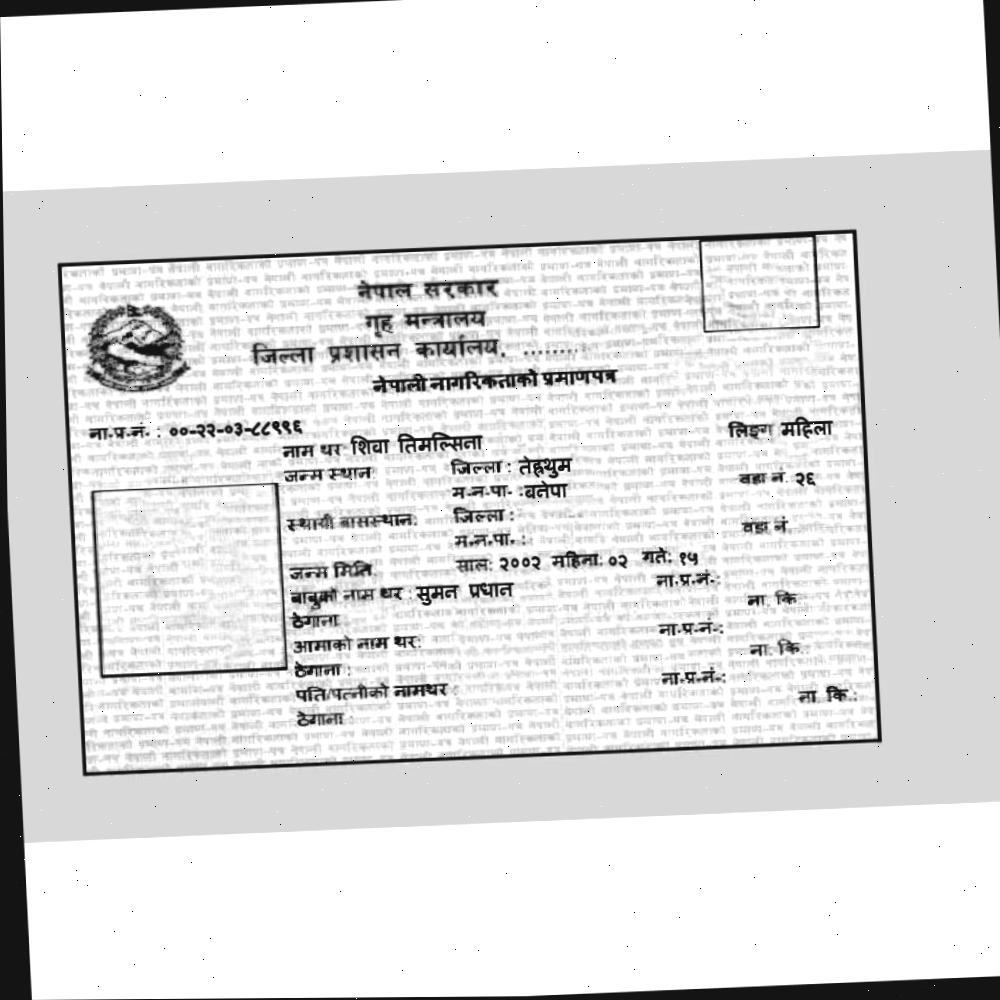 नेपाल सरकार
गृह मन्त्रालय
जिल्ला प्रशासन कार्यालय, .........
नेपाली नागरिकताको प्रमाणपत्र
ना.प्र.नं. : ००-२२-०३-८८९९६
लिङ्ग महिला
नाम थर शिवा तिमल्सिना
जन्म स्थान: जिल्ला : तेह्रथुम
म.न.पा. : बनेपा वडा नं. २६
स्थायी बासस्थान: जिल्ला :
म.न.पा. : वडा नं.
जन्म मिति: साल: २००२ महिना: ०२ गते: १५
बाबुको नाम थर : सुमन प्रधान ना.प्र.नं.:
ठेगाना ना. कि.
आमाको नाम थर: ना.प्र.नं.:
ठेगाना : ना. कि.:
पति/पत्नीको नामथर : ना.प्र.नं.:
ठेगाना : ना. कि.: